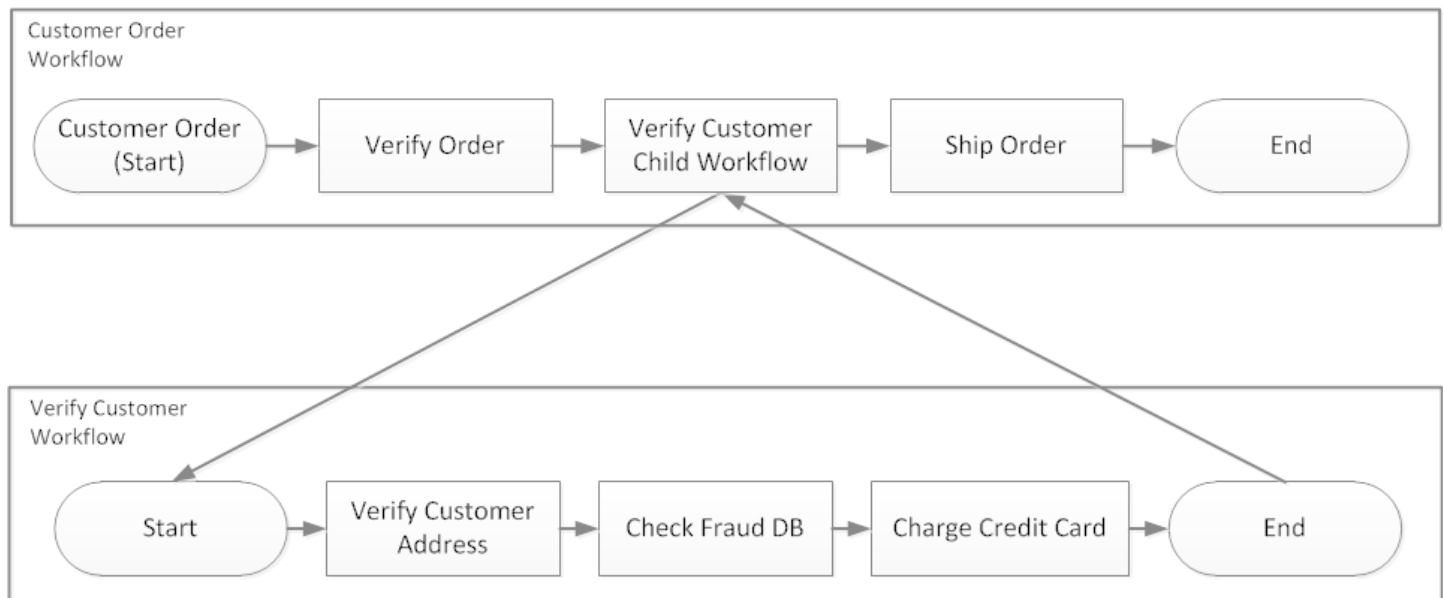 Customer Order
Workflow
Customer Order
(Start)
Verify Order
Verify Customer
Child Workflow
Ship Order
End
Verify Customer
Workflow
Start
Verify Customer
Address
Check Fraud DB
Charge Credit Card
End